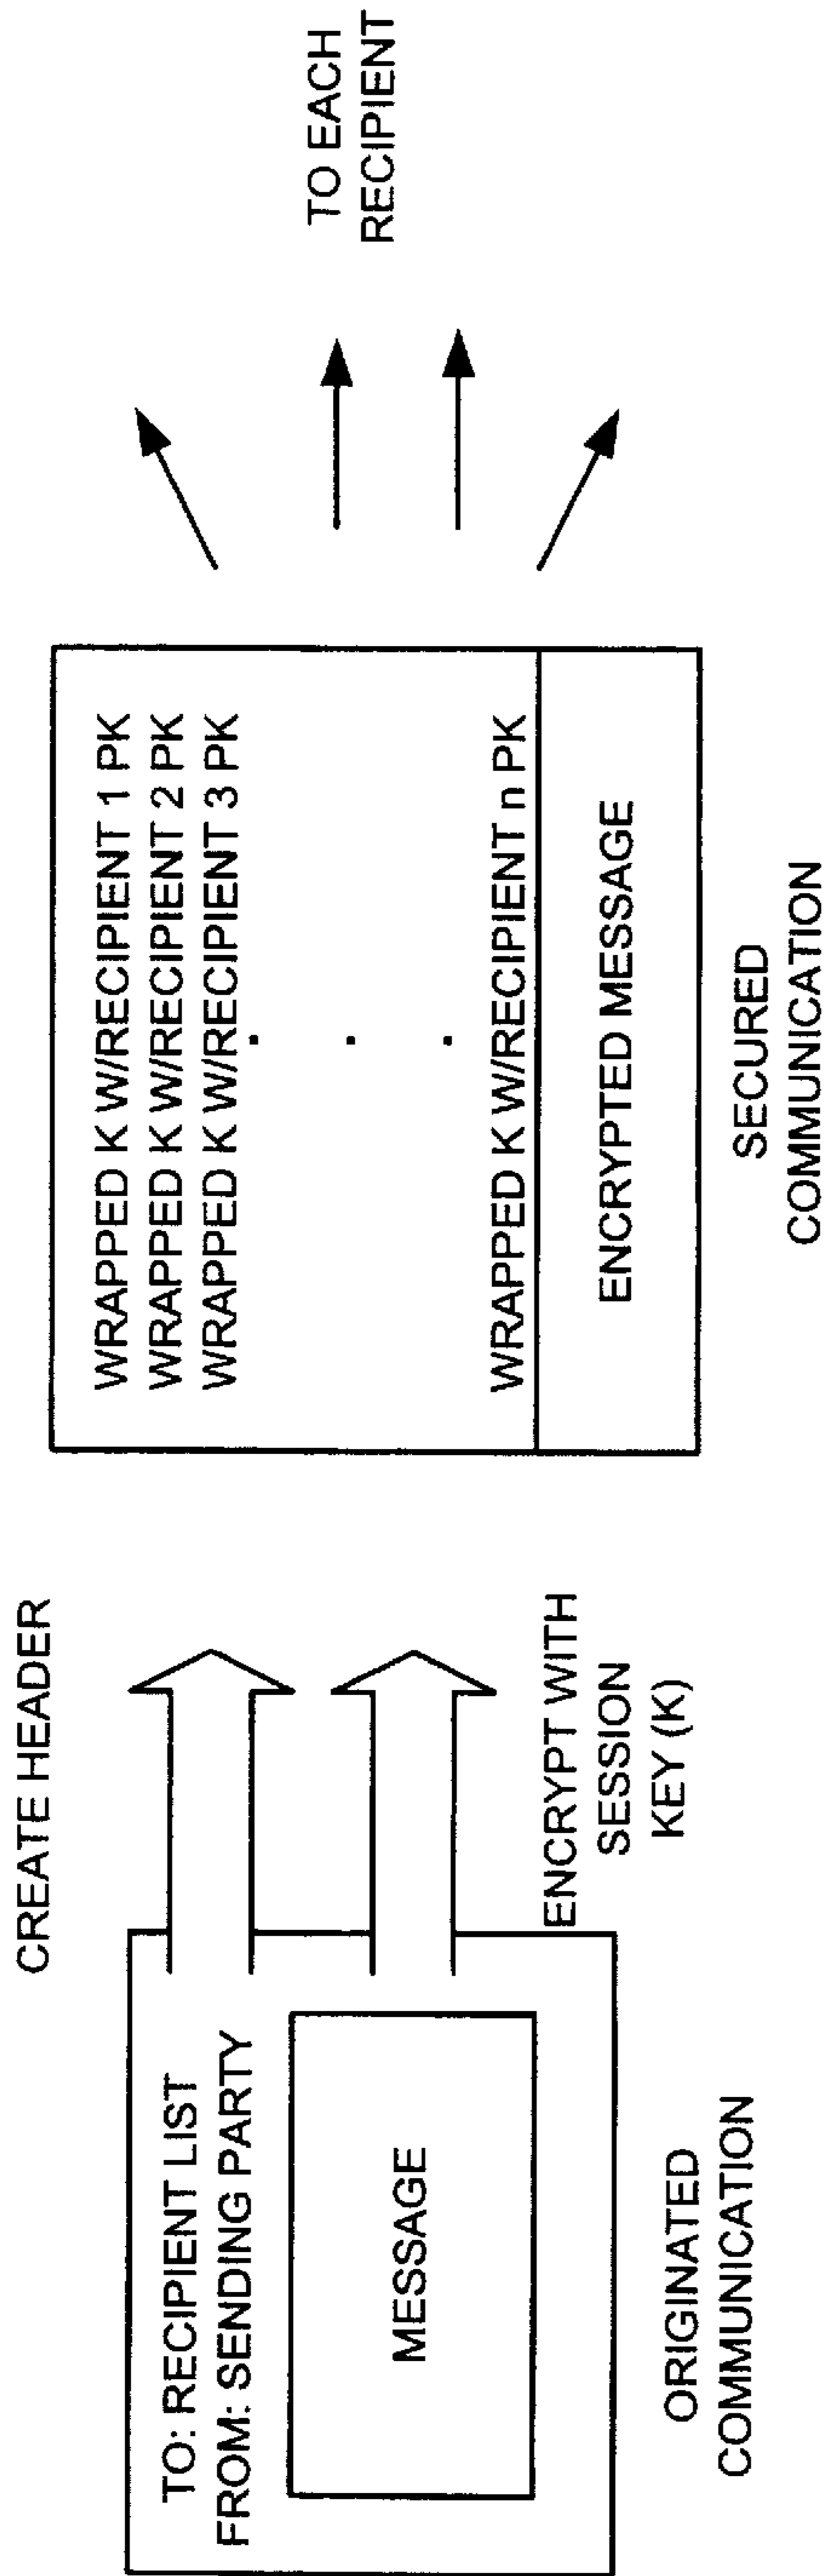 CREATE HEADER
TO: RECIPIENT LIST
FROM: SENDING PARTY
MESSAGE
ENCRYPT WITH
SESSION
KEY (K)
ORIGINATED
COMMUNICATION
WRAPPED K W/RECIPIENT 1 PK
WRAPPED K W/RECIPIENT 2 PK
WRAPPED K W/RECIPIENT 3 PK
.
.
.
WRAPPED K W/RECIPIENT n PK
ENCRYPTED MESSAGE
SECURED
COMMUNICATION
TO EACH
RECIPIENT